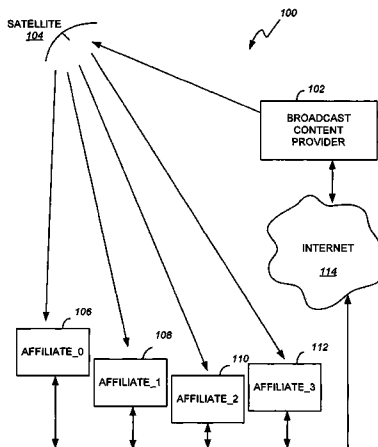 100
SATELLITE
104
102
BROADCAST
CONTENT
PROVIDER
INTERNET
114
106
AFFILIATE_0
108
AFFILIATE_1
110
AFFILIATE_2
112
AFFILIATE_3